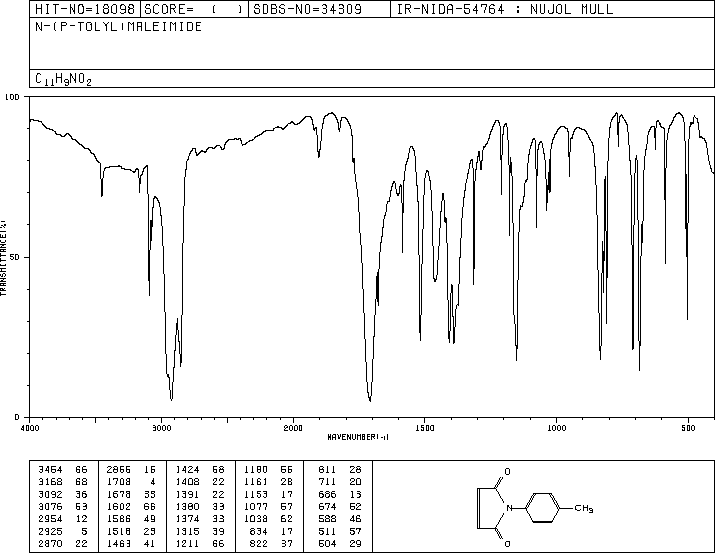 HIT-NO=18098 SCORE= ( ) SDBS-NO=34309 IR-NIDA-54764 : NUJOL MULL
N-(P-TOLYL)MALEIMIDE
C11H9NO2
100
50
0
TRANSMITTANCE(%)
4000 3000 2000 1500 1000 500
WAVENUMBER(-1)
3454 66 2866 15 1424 68 1180 55 811 28
3168 68 1708 4 1408 22 1161 28 711 20
3092 36 1678 33 1391 22 1153 17 686 13
3076 53 1602 66 1380 33 1077 57 674 52
2954 12 1586 49 1374 33 1038 62 588 46
2925 5 1518 23 1315 39 834 17 511 57
2870 22 1463 41 1211 66 822 37 504 29
O
N
CH3
O